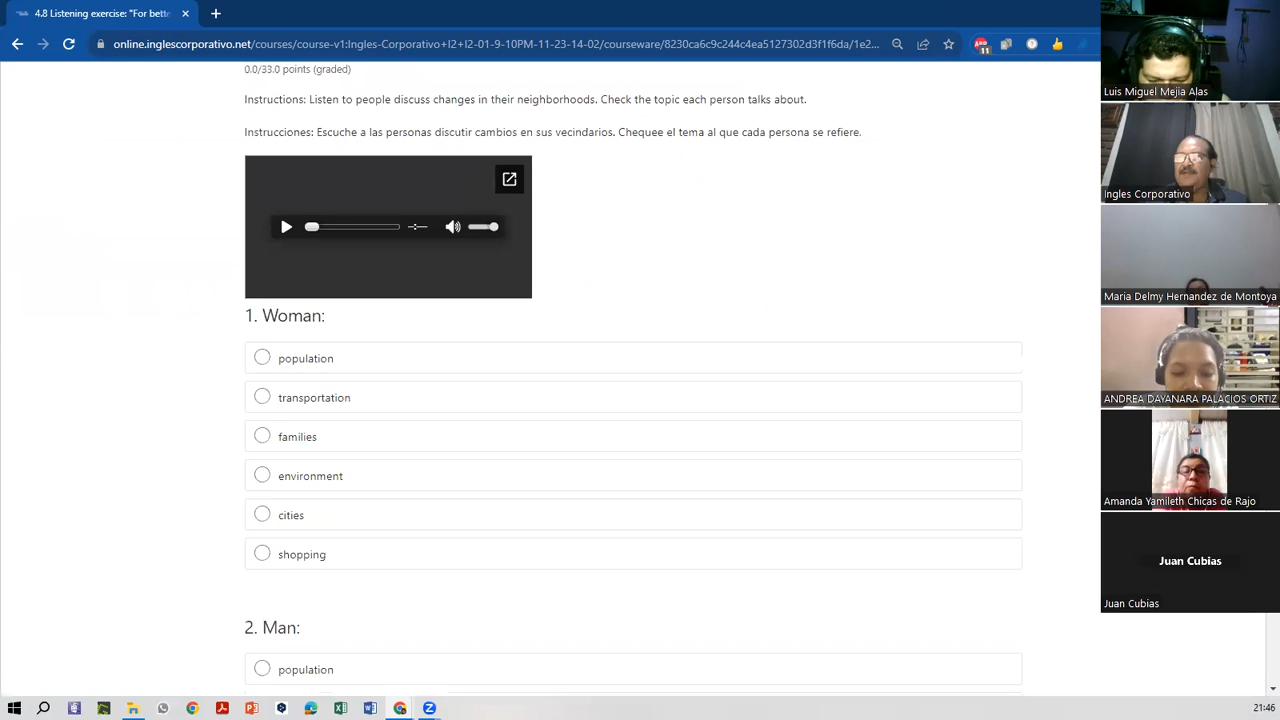 4.8 Listening exercise: "For bette
online.inglescorporativo.net/courses/course-v1:Ingles-Corporativo+I2+I2-01-9-10PM-11-23-14-02/courseware/8230ca6c9c244c4ea5127302d3f1f6da/1e2...
11
0.0/33.0 points (graded)
Instructions: Listen to people discuss changes in their neighborhoods. Check the topic each person talks about.
Instrucciones: Escuche a las personas discutir cambios en sus vecindarios. Chequee el tema al que cada persona se refiere.
1. Woman:
population
transportation
families
environment
cities
shopping
2. Man:
population
Luis Miguel Mejia Alas
Ingles Corporativo
Maria Delmy Hernandez de Montoya
ANDREA DAYANARA PALACIOS ORTIZ
Amanda Yamileth Chicas de Rajo
Juan Cubias
Juan Cubias
21:46